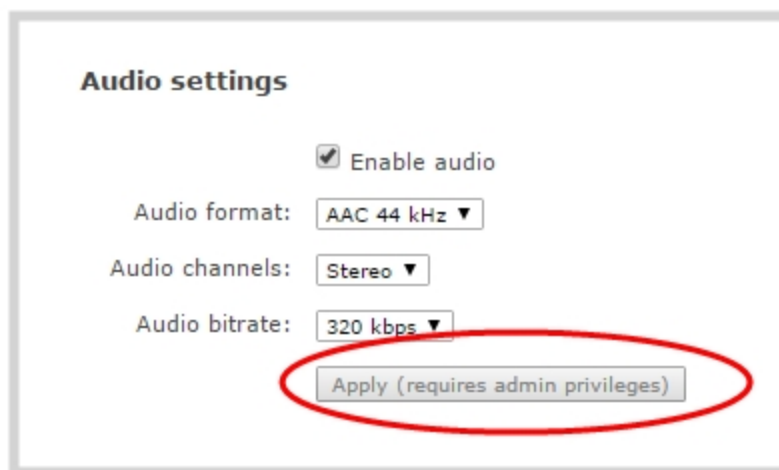 Audio settings
Enable audio
Audio format: AAC 44 kHz
Audio channels: Stereo
Audio bitrate: 320 kbps
Apply (requires admin privileges)